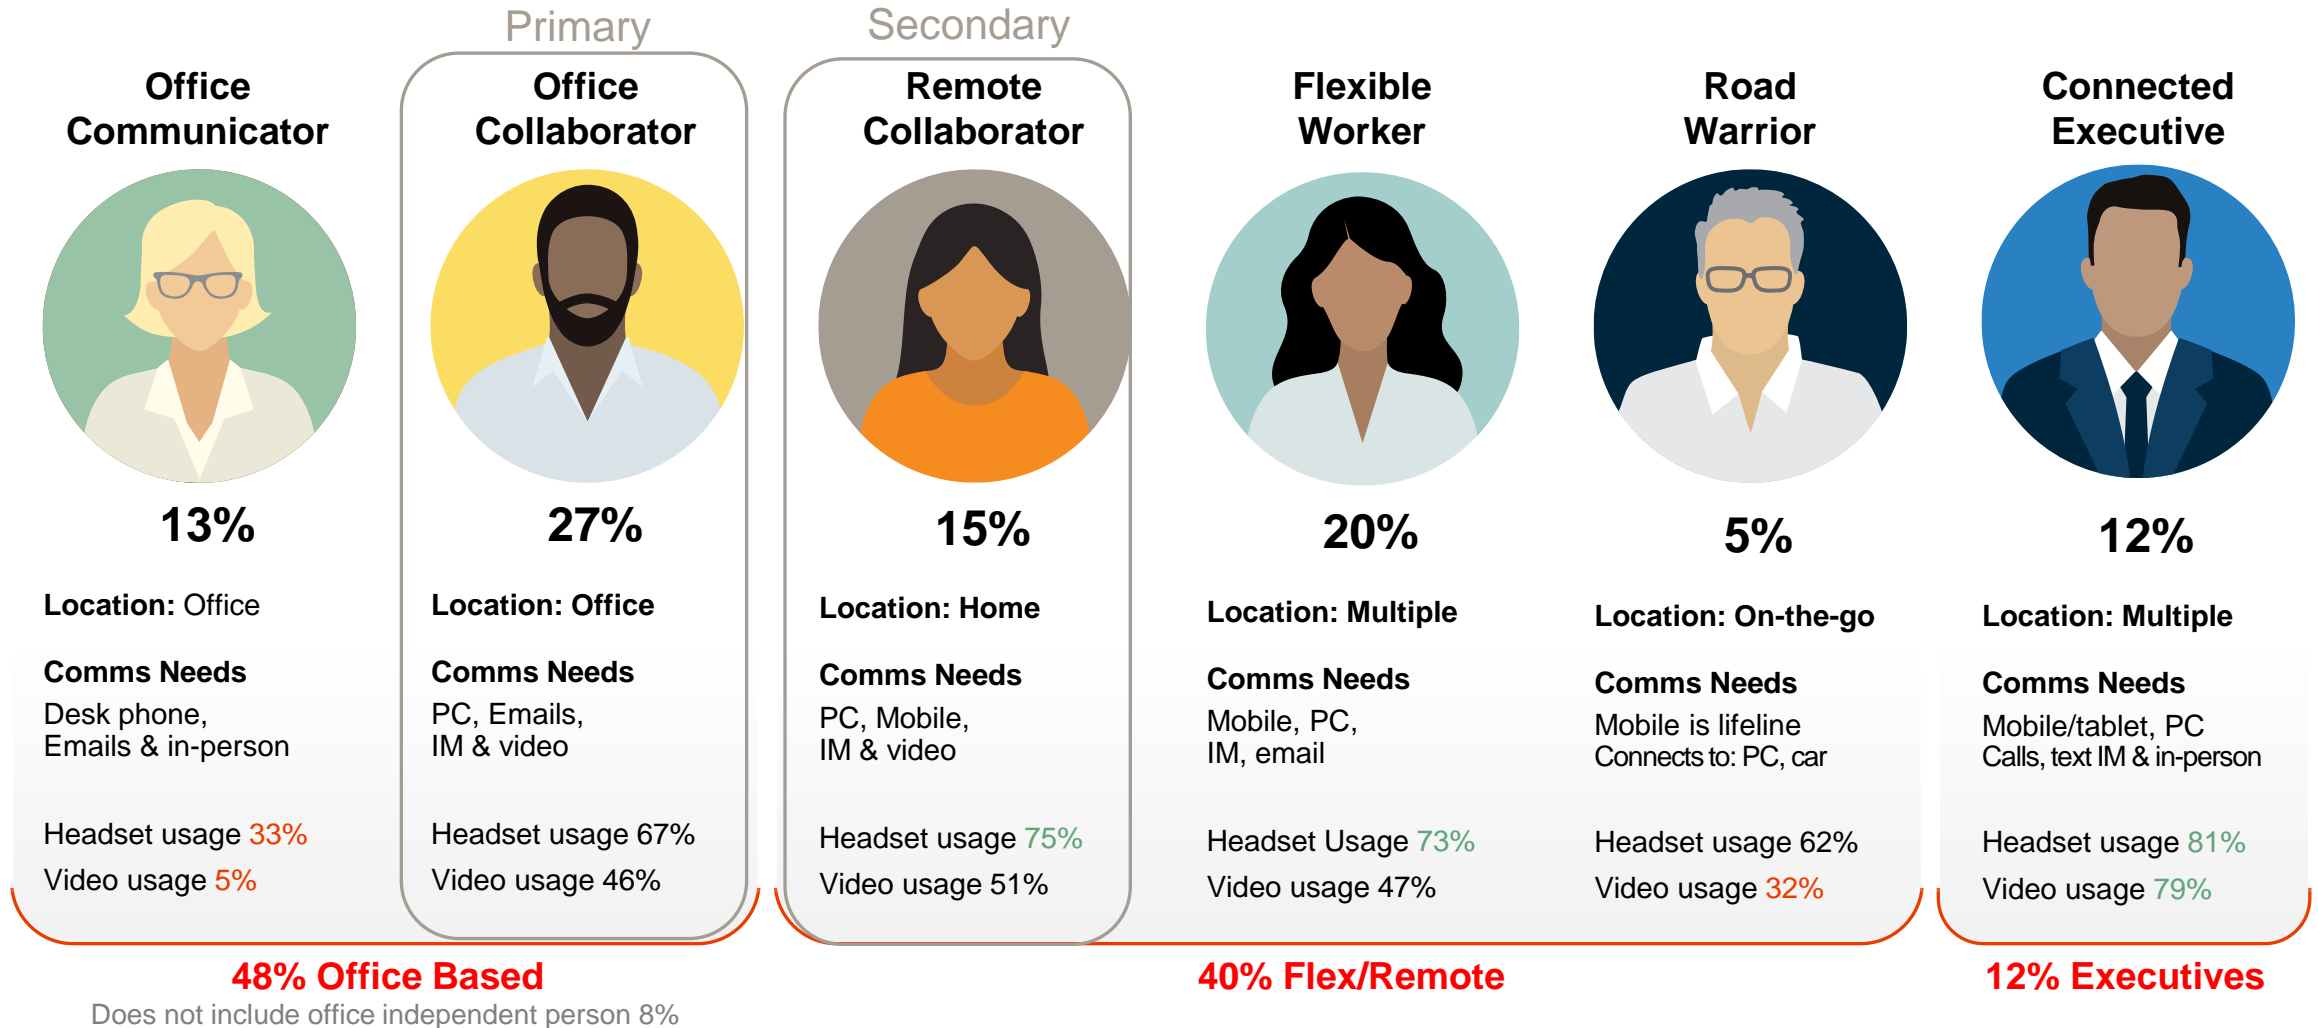 Primary
Secondary
Office
Communicator
13%
Location: Office
Comms Needs
Desk phone,
Emails & in-person
Headset usage 33%
Video usage 5%
Office
Collaborator
27%
Location: Office
Comms Needs
PC, Emails,
IM & video
Headset usage 67%
Video usage 46%
Remote
Collaborator
15%
Location: Home
Comms Needs
PC, Mobile,
IM & video
Headset usage 75%
Video usage 51%
Flexible
Worker
20%
Location: Multiple
Comms Needs
Mobile, PC,
IM, email
Headset Usage 73%
Video usage 47%
Road
Warrior
5%
Location: On-the-go
Comms Needs
Mobile is lifeline
Connects to: PC, car
Headset usage 62%
Video usage 32%
Connected
Executive
12%
Location: Multiple
Comms Needs
Mobile/tablet, PC
Calls, text IM & in-person
Headset usage 81%
Video usage 79%
48% Office Based
Does not include office independent person 8%
40% Flex/Remote
12% Executives